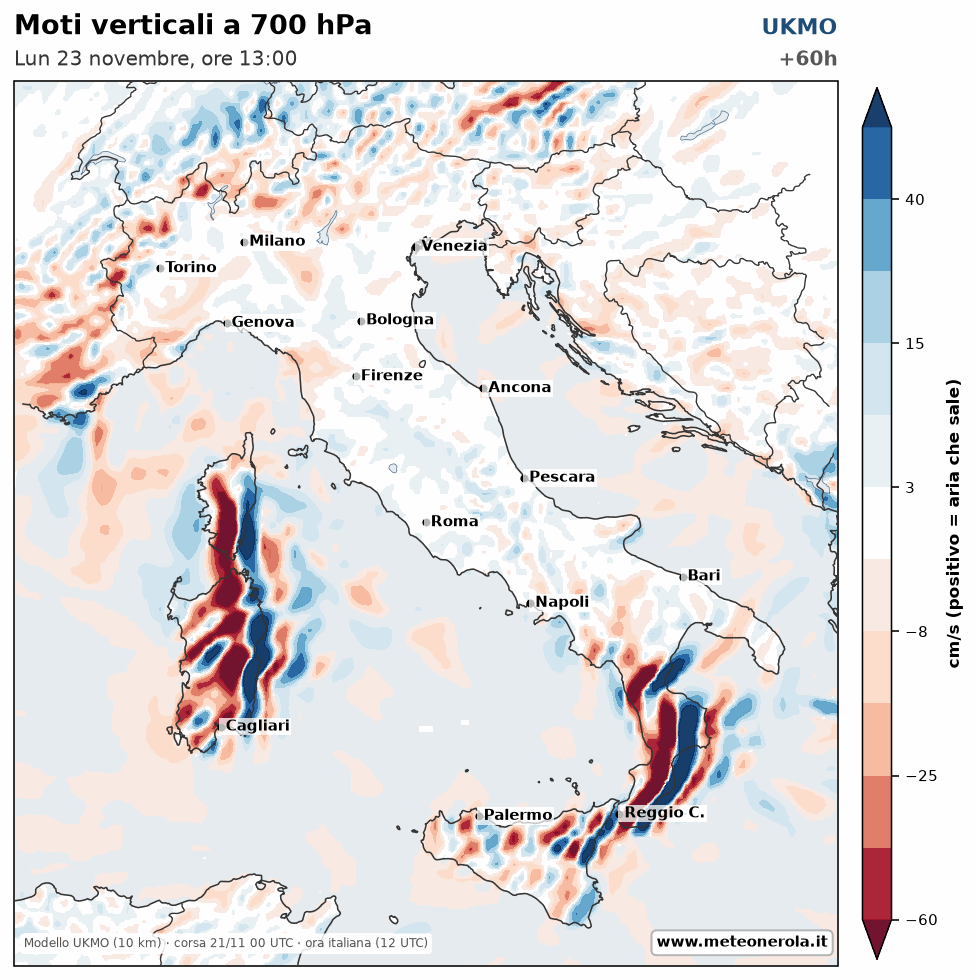 Moti verticali a 700 hPa
UKMO
Lun 23 novembre, ore 13:00
+60h
Milano
Venezia
Torino
Genova
Bologna
Firenze
Ancona
Pescara
Roma
Bari
Napoli
Cagliari
Palermo
Reggio C.
40
15
3
−8
−25
−60
cm/s (positivo = aria che sale)
Modello UKMO (10 km) · corsa 21/11 00 UTC · ora italiana (12 UTC)
www.meteonerola.it